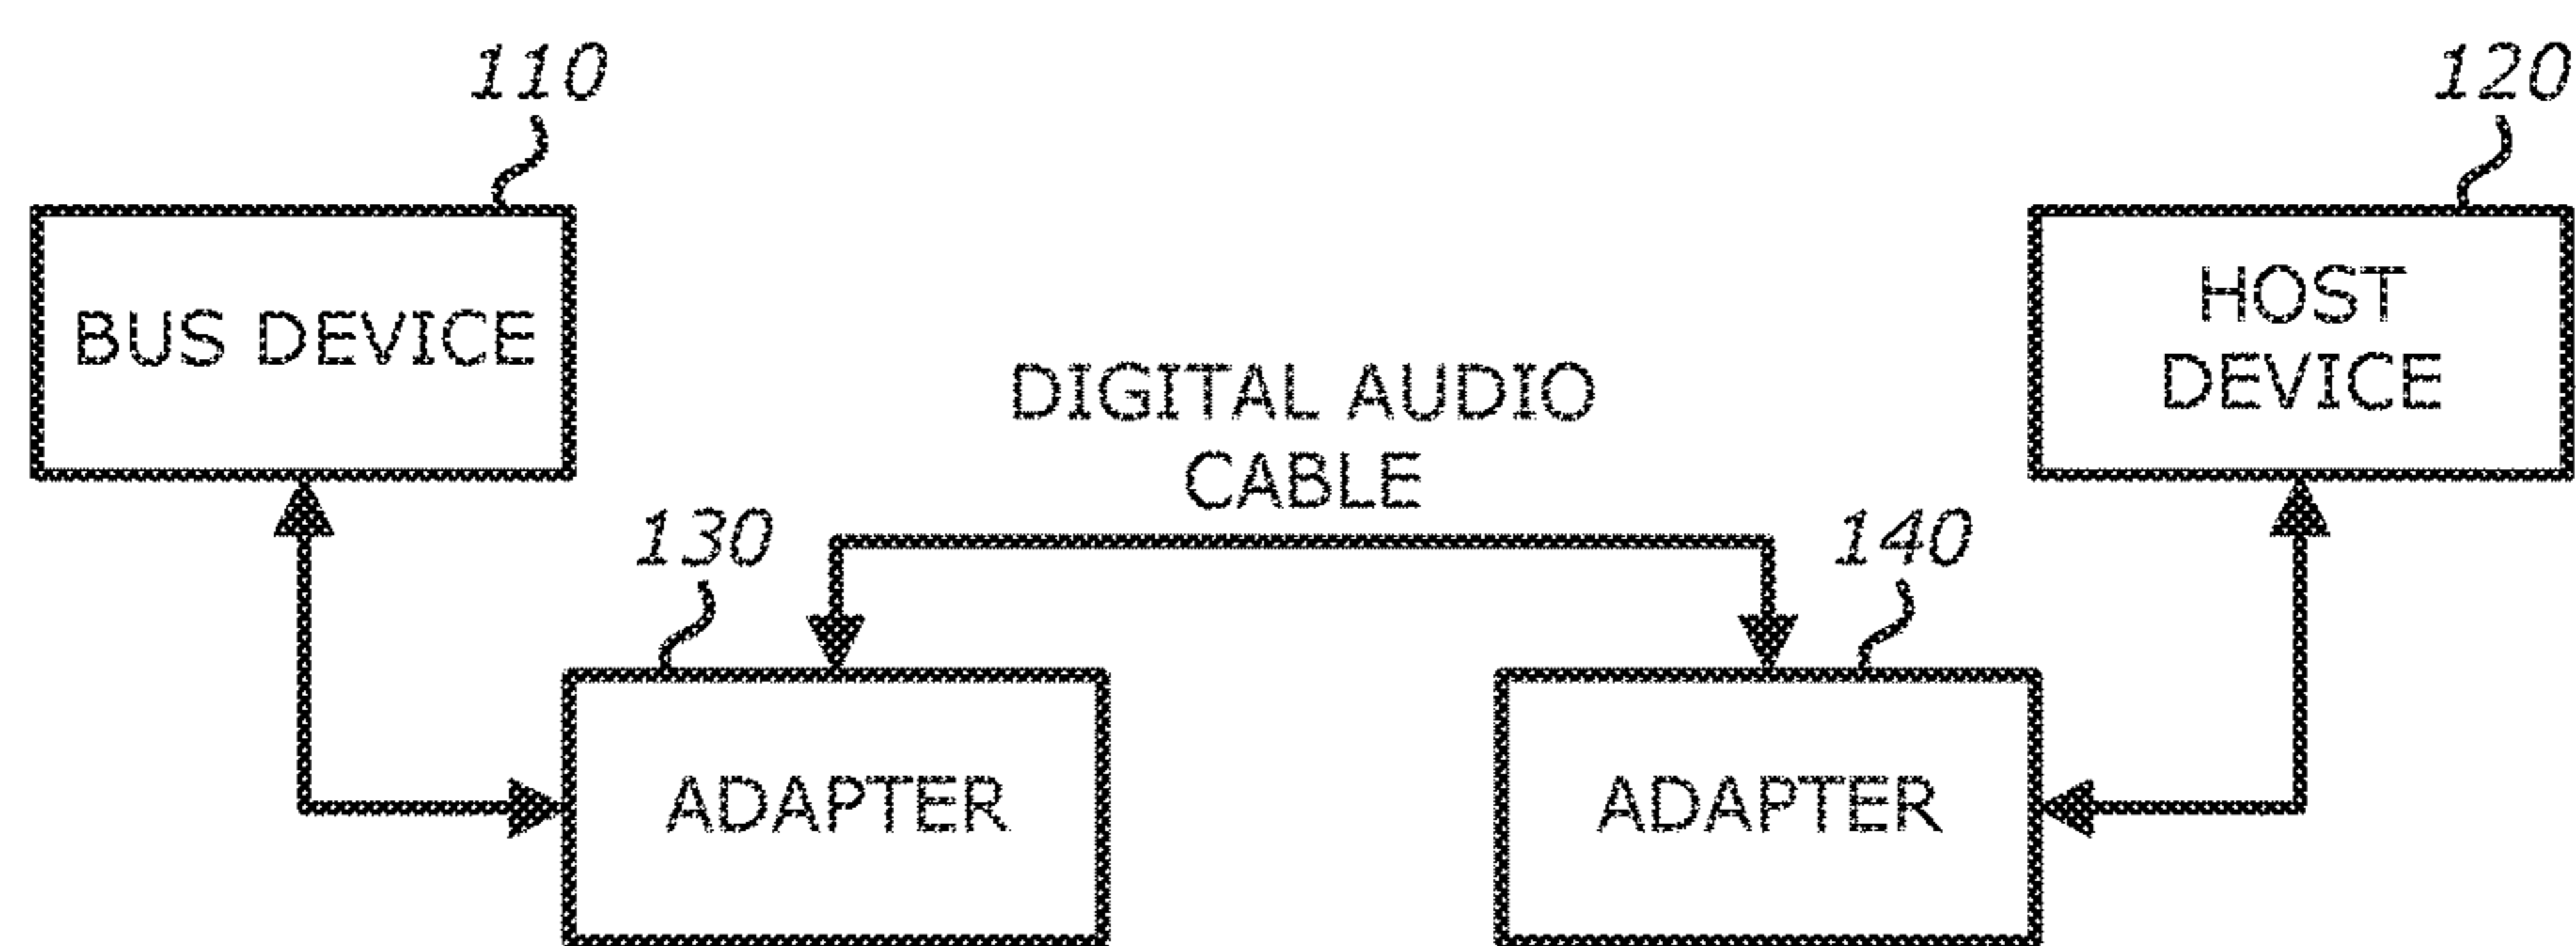 110
120
BUS DEVICE
HOST
DEVICE
DIGITAL AUDIO
CABLE
130
140
ADAPTER
ADAPTER